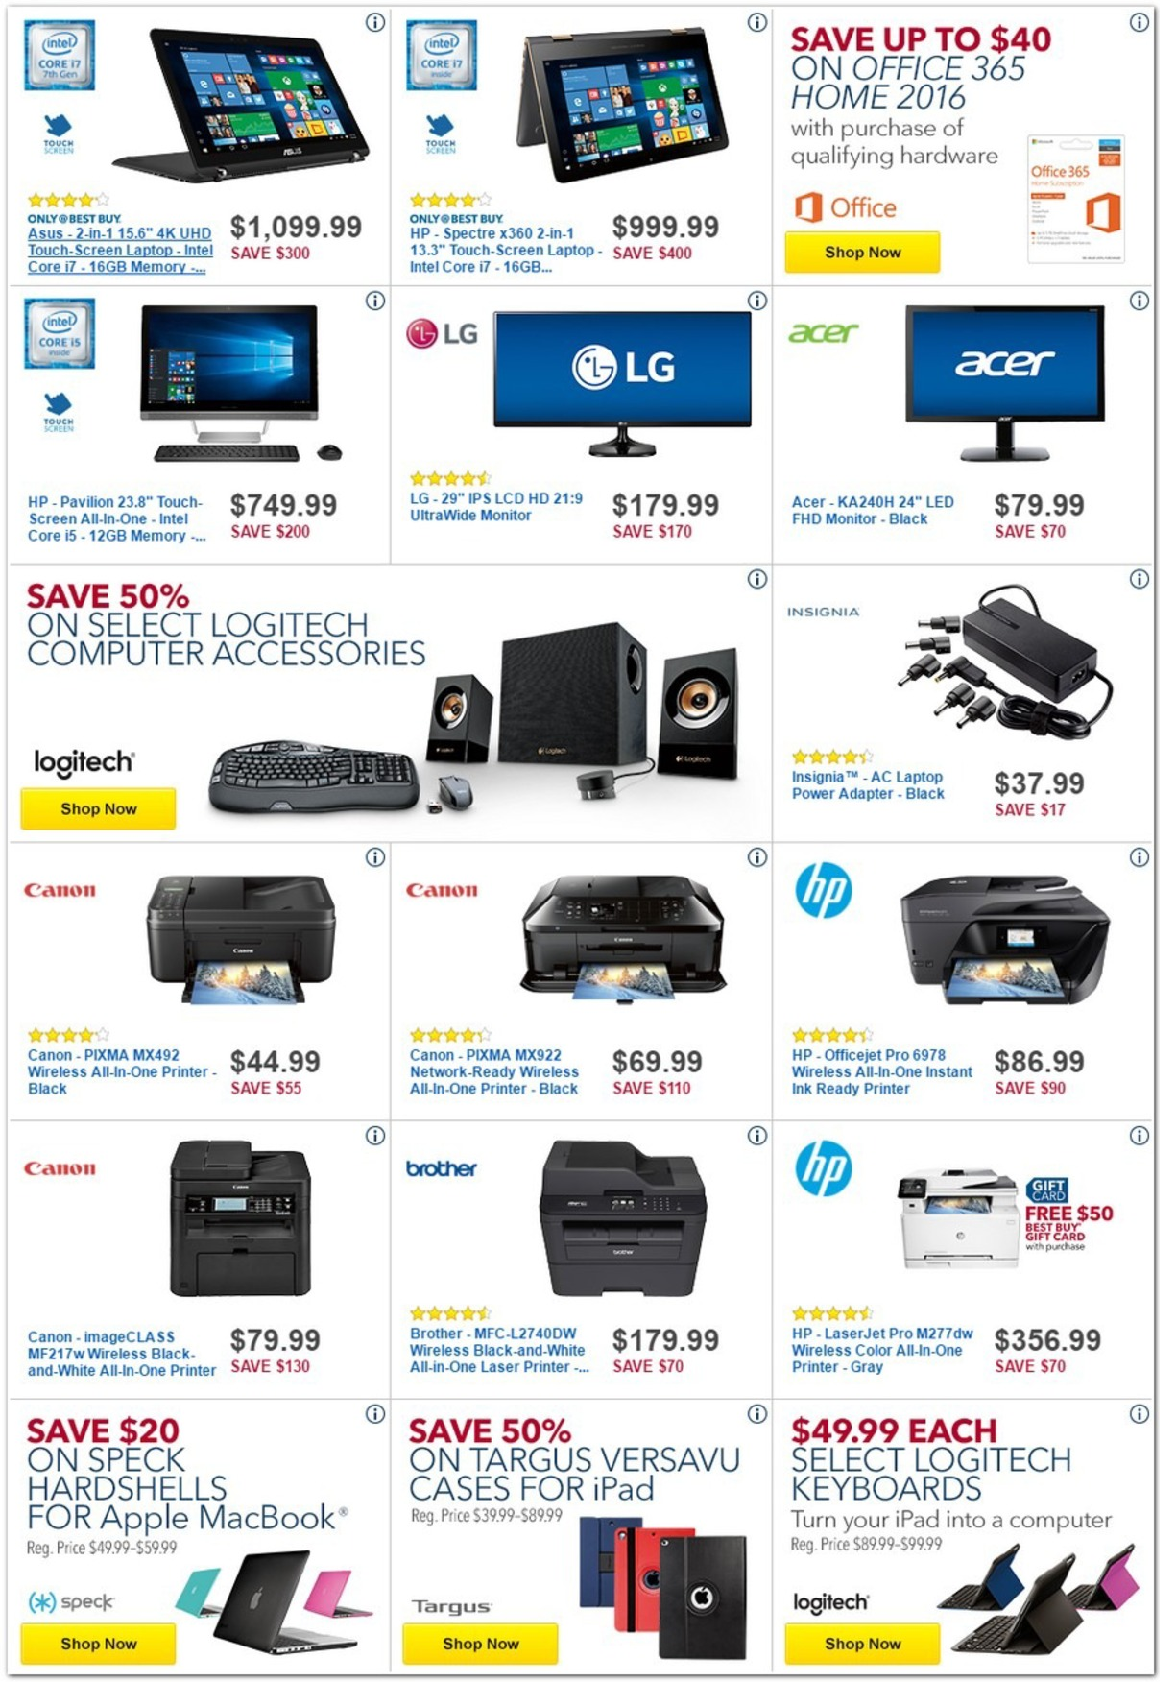 intel
CORE i7
7th Gen
TOUCH
SCREEN
ASUS
ONLY@BEST BUY.
Asus - 2-in-1 15.6" 4K UHD
Touch-Screen Laptop - Intel
Core i7 - 16GB Memory -...
$1,099.99
SAVE $300
intel
CORE i7
inside
TOUCH
SCREEN
ONLY@BEST BUY.
HP - Spectre x360 2-in-1
13.3" Touch-Screen Laptop -
Intel Core i7 - 16GB...
$999.99
SAVE $400
SAVE UP TO $40
ON OFFICE 365
HOME 2016
with purchase of
qualifying hardware
Office
Shop Now
Office 365
intel
CORE i5
inside
TOUCH
SCREEN
HP - Pavilion 23.8" Touch-
Screen All-In-One - Intel
Core i5 - 12GB Memory -...
$749.99
SAVE $200
LG
LG
LG - 29" IPS LCD HD 21:9
UltraWide Monitor
$179.99
SAVE $170
acer
acer
acer
Acer - KA240H 24" LED
FHD Monitor - Black
$79.99
SAVE $70
SAVE 50%
ON SELECT LOGITECH
COMPUTER ACCESSORIES
logitech
Shop Now
Logitech
INSIGNIA
Insignia™ - AC Laptop
Power Adapter - Black
$37.99
SAVE $17
Canon
Canon
Canon - PIXMA MX492
Wireless All-In-One Printer -
Black
$44.99
SAVE $55
Canon
Canon
Canon - PIXMA MX922
Network-Ready Wireless
All-In-One Printer - Black
$69.99
SAVE $110
hp
HP - Officejet Pro 6978
Wireless All-In-One Instant
Ink Ready Printer
$86.99
SAVE $90
Canon
Canon
Canon - imageCLASS
MF217w Wireless Black-
and-White All-In-One Printer
$79.99
SAVE $130
brother
brother
Brother - MFC-L2740DW
Wireless Black-and-White
All-in-One Laser Printer -...
$179.99
SAVE $70
hp
GIFT
CARD
FREE $50
BEST BUY®
GIFT CARD
with purchase
HP - LaserJet Pro M277dw
Wireless Color All-In-One
Printer - Gray
$356.99
SAVE $70
SAVE $20
ON SPECK
HARDSHELLS
FOR Apple MacBook®
Reg. Price $49.99-$59.99
speck
Shop Now
SAVE 50%
ON TARGUS VERSAVU
CASES FOR iPad
Reg. Price $39.99-$89.99
Targus
Shop Now
$49.99 EACH
SELECT LOGITECH
KEYBOARDS
Turn your iPad into a computer
Reg. Price $89.99-$99.99
logitech
Shop Now